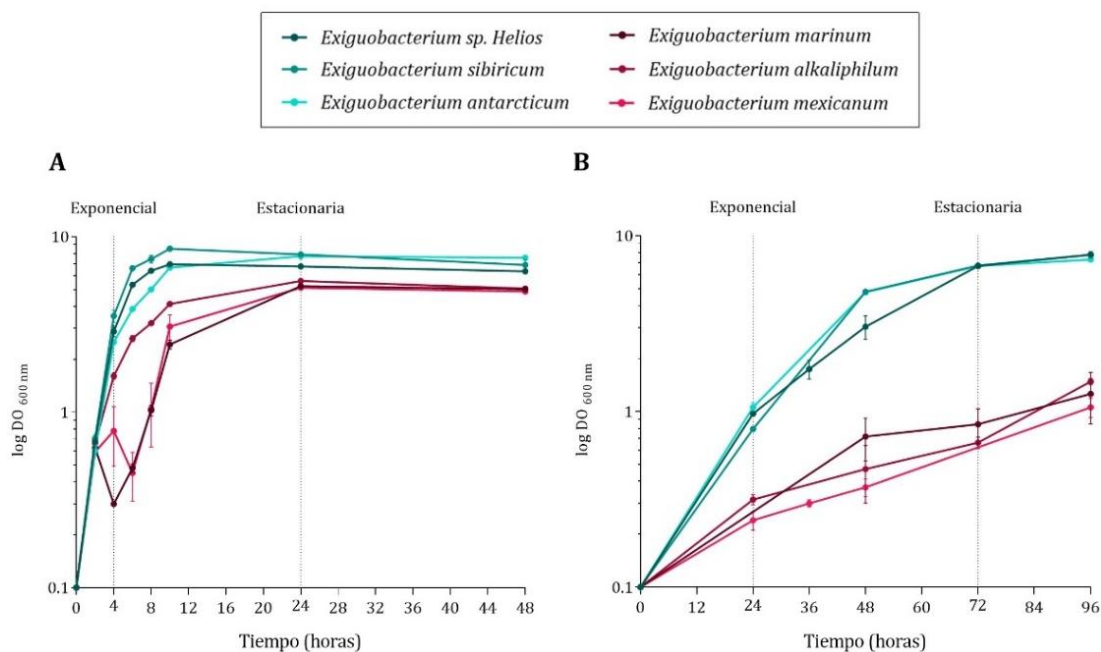 Exiguobacterium sp. Helios
Exiguobacterium sibiricum
Exiguobacterium antarcticum
Exiguobacterium marinum
Exiguobacterium alkaliphilum
Exiguobacterium mexicanum
A
Exponencial
Estacionaria
log DO 600 nm
10
1
0.1
0 4 8 12 16 20 24 28 32 36 40 44 48
Tiempo (horas)
B
Exponencial
Estacionaria
log DO 600 nm
10
1
0.1
0 12 24 36 48 60 72 84 96
Tiempo (horas)